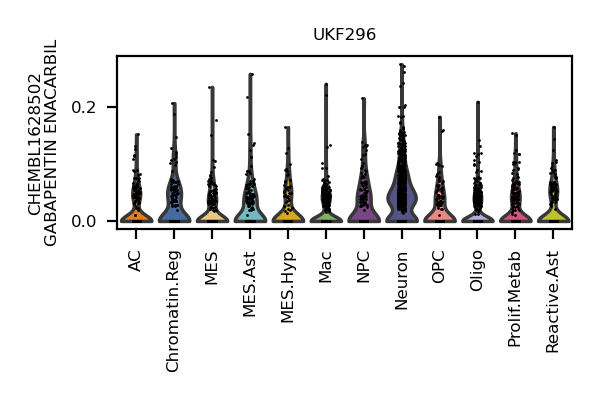 UKF296
CHEMBL1628502
GABAPENTIN ENACARBIL
0.2
0.0
AC
Chromatin.Reg
MES
MES.Ast
MES.Hyp
Mac
NPC
Neuron
OPC
Oligo
Prolif.Metab
Reactive.Ast